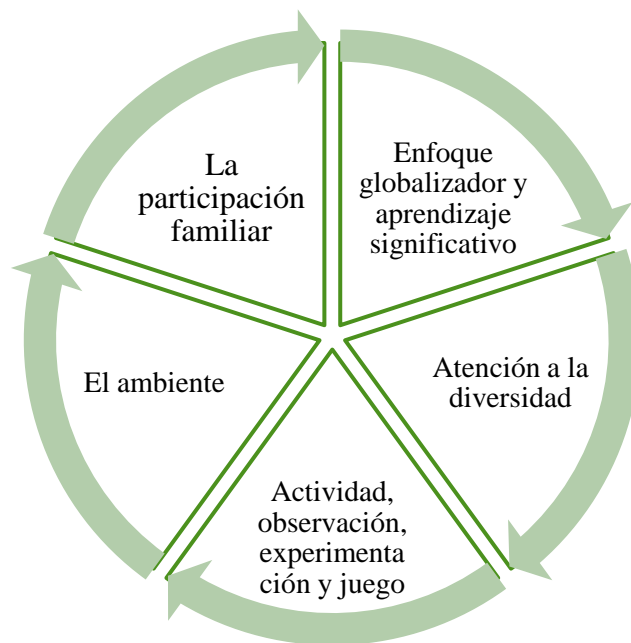 La
participación
familiar
Enfoque
globalizador y
aprendizaje
significativo
Atención a la
diversidad
Actividad,
observación,
experimenta
ción y juego
El ambiente